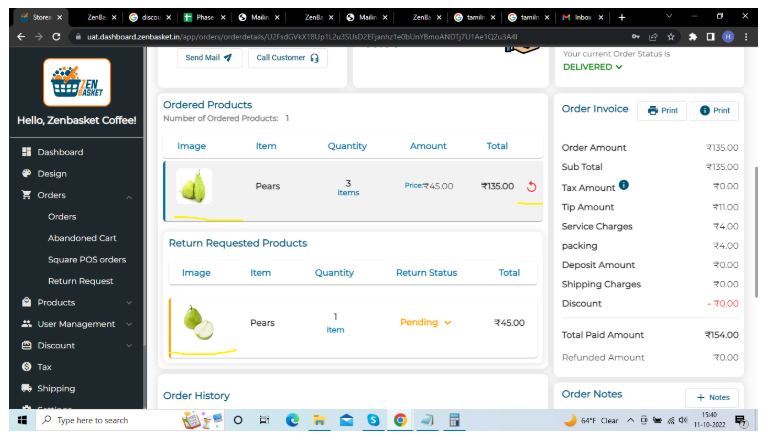 Store:
ZenBa
discou
Phase
Mailin
ZenBa
Mailin
ZenBa
tamiln
tamiln
Inbox
uat.dashboard.zenbasket.in/app/orders/orderdetails/
Send Mail
Call Customer
Your current Order Status is
DELIVERED
ZEN
BASKET
Hello, Zenbasket Coffee!
Dashboard
Design
Orders
Orders
Abandoned Cart
Square POS orders
Return Request
Products
User Management
Discount
Tax
Shipping
Ordered Products
Number of Ordered Products: 1
Image Item Quantity Amount Total
Pears 3 items Price:₹45.00 ₹135.00
Return Requested Products
Image Item Quantity Return Status Total
Pears 1 item Pending ₹45.00
Order History
Order Invoice Print Print
Order Amount ₹135.00
Sub Total ₹135.00
Tax Amount ₹0.00
Tip Amount ₹11.00
Service Charges ₹4.00
packing ₹4.00
Deposit Amount ₹0.00
Shipping Charges ₹0.00
Discount - ₹0.00
Total Paid Amount ₹154.00
Refunded Amount ₹0.00
Order Notes + Notes
Type here to search
64°F Clear
15:40
11-10-2022